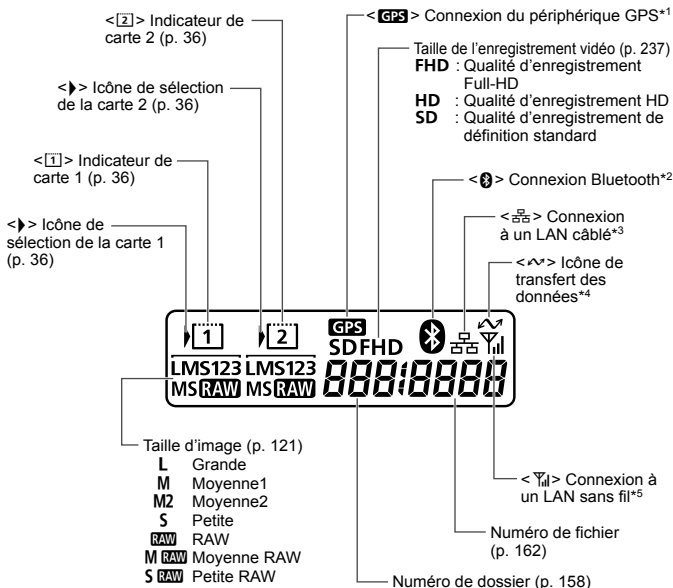 <2> Indicateur de
carte 2 (p. 36)
< > Icône de sélection
de la carte 2 (p. 36)
<1> Indicateur de
carte 1 (p. 36)
< > Icône de
sélection de la carte 1
(p. 36)
<GPS> Connexion du périphérique GPS*1
Taille de l'enregistrement vidéo (p. 237)
FHD : Qualité d'enregistrement
Full-HD
HD : Qualité d'enregistrement HD
SD : Qualité d'enregistrement de
définition standard
< > Connexion Bluetooth*2
< > Connexion
à un LAN câblé*3
< > Icône de
transfert des
données*4
1 2 GPS
SDFHD
LMS123 LMS123
MS RAW MS RAW 888:8888
Taille d'image (p. 121)
L Grande
M Moyenne1
M2 Moyenne2
S Petite
RAW RAW
M RAW Moyenne RAW
S RAW Petite RAW
< > Connexion à
un LAN sans fil*5
Numéro de fichier
(p. 162)
Numéro de dossier (p. 158)